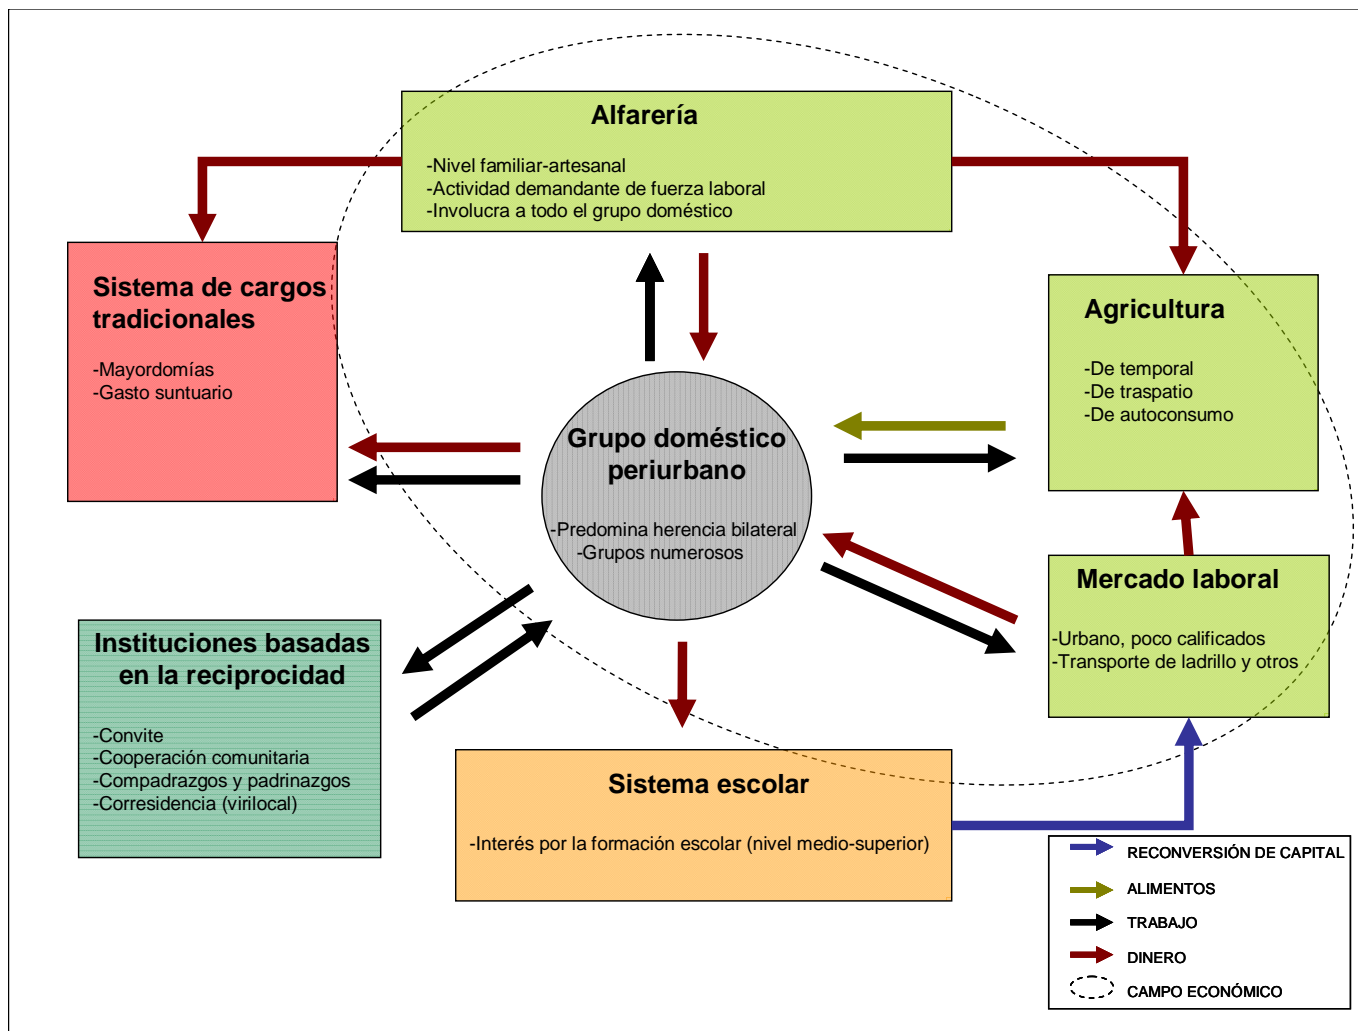 Alfarería
-Nivel familiar-artesanal
-Actividad demandante de fuerza laboral
-Involucra a todo el grupo doméstico
Sistema de cargos
tradicionales
-Mayordomías
-Gasto suntuario
Agricultura
-De temporal
-De traspatio
-De autoconsumo
Grupo doméstico
periurbano
-Predomina herencia bilateral
-Grupos numerosos
Mercado laboral
-Urbano, poco calificados
-Transporte de ladrillo y otros
Instituciones basadas
en la reciprocidad
-Convite
-Cooperación comunitaria
-Compadrazgos y padrinazgos
-Corresidencia (virilocal)
Sistema escolar
-Interés por la formación escolar (nivel medio-superior)
RECONVERSIÓN DE CAPITAL
ALIMENTOS
TRABAJO
DINERO
CAMPO ECONÓMICO